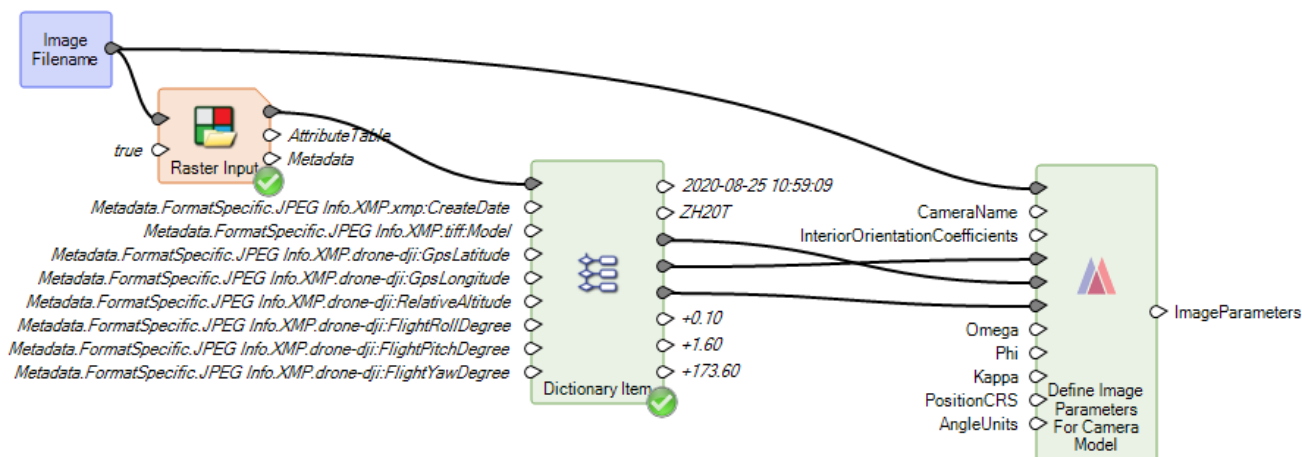 Image
Filename
true
Raster Input
AttributeTable
Metadata
Metadata.FormatSpecific.JPEG Info.XMP.xmp:CreateDate
Metadata.FormatSpecific.JPEG Info.XMP.tiff:Model
Metadata.FormatSpecific.JPEG Info.XMP.drone-dji:GpsLatitude
Metadata.FormatSpecific.JPEG Info.XMP.drone-dji:GpsLongitude
Metadata.FormatSpecific.JPEG Info.XMP.drone-dji:RelativeAltitude
Metadata.FormatSpecific.JPEG Info.XMP.drone-dji:FlightRollDegree
Metadata.FormatSpecific.JPEG Info.XMP.drone-dji:FlightPitchDegree
Metadata.FormatSpecific.JPEG Info.XMP.drone-dji:FlightYawDegree
Dictionary Item
2020-08-25 10:59:09
ZH20T
+0.10
+1.60
+173.60
CameraName
InteriorOrientationCoefficients
Omega
Phi
Kappa
PositionCRS
AngleUnits
Define Image
Parameters
For Camera
Model
ImageParameters